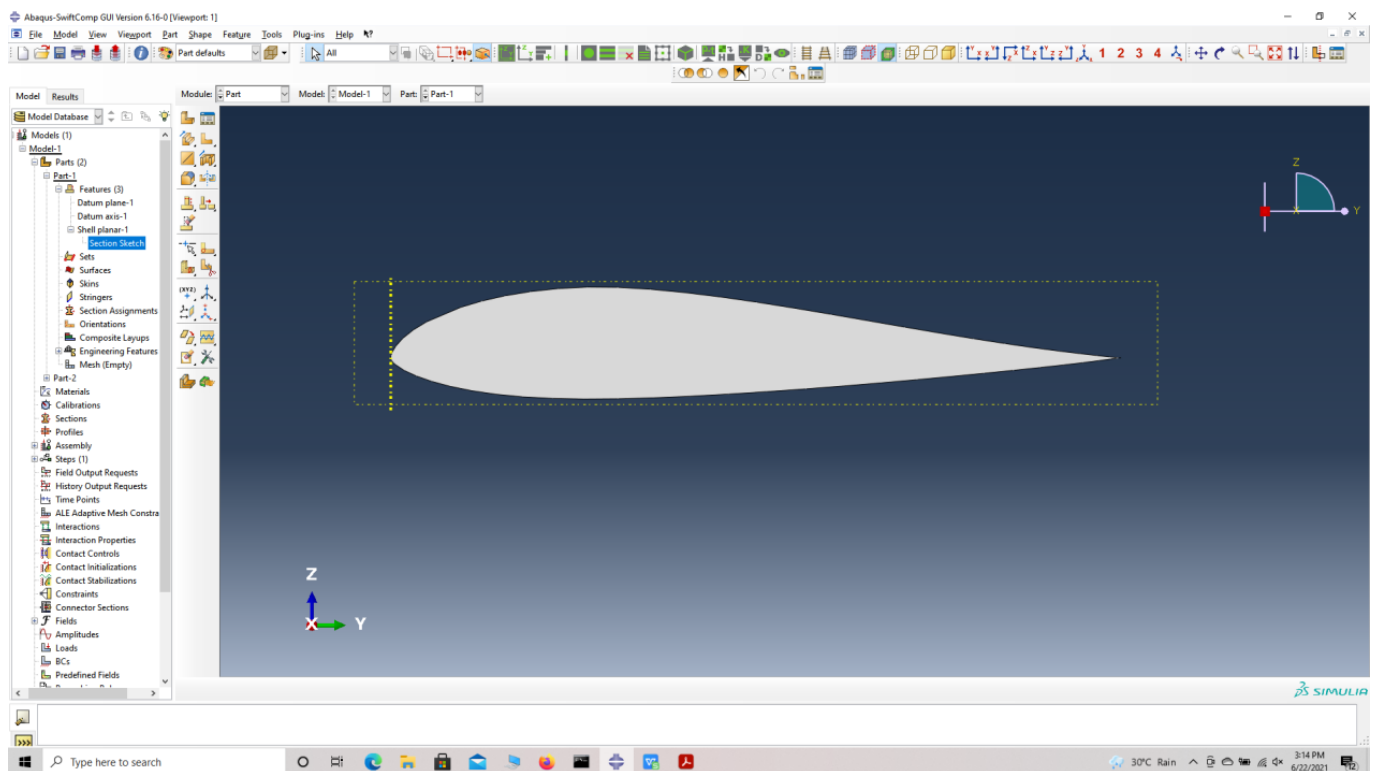 Abaqus-SwiftComp GUI Version 6.16-0 [Viewport: 1]
File Model View Viewport Part Shape Feature Tools Plug-ins Help
Part defaults All 1 2 3 4
Model Results Module: Part Model: Model-1 Part: Part-1
Model Database
Models (1)
Model-1
Parts (2)
Part-1
Features (3)
Datum plane-1
Datum axis-1
Shell planar-1
Section Sketch
Sets
Surfaces
Skins
Stringers
Section Assignments
Orientations
Composite Layups
Engineering Features
Mesh (Empty)
Part-2
Materials
Calibrations
Sections
Profiles
Assembly
Steps (1)
Field Output Requests
History Output Requests
Time Points
ALE Adaptive Mesh Constra
Interactions
Interaction Properties
Contact Controls
Contact Initializations
Contact Stabilizations
Constraints
Connector Sections
Fields
Amplitudes
Loads
BCs
Predefined Fields
(XYZ)
Z
X Y
Z
X Y
SIMULIA
>>>
Type here to search
30°C Rain
3:14 PM
6/22/2021